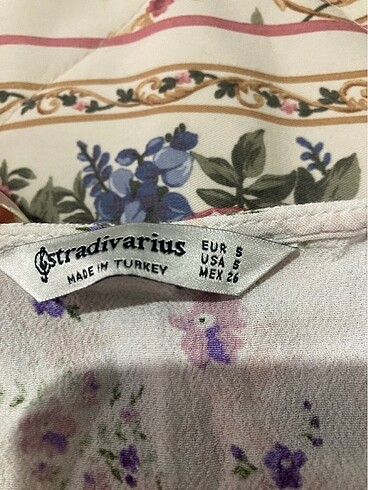 Stradivarius
MADE IN TURKEY
EUR S
USA S
MEX 26